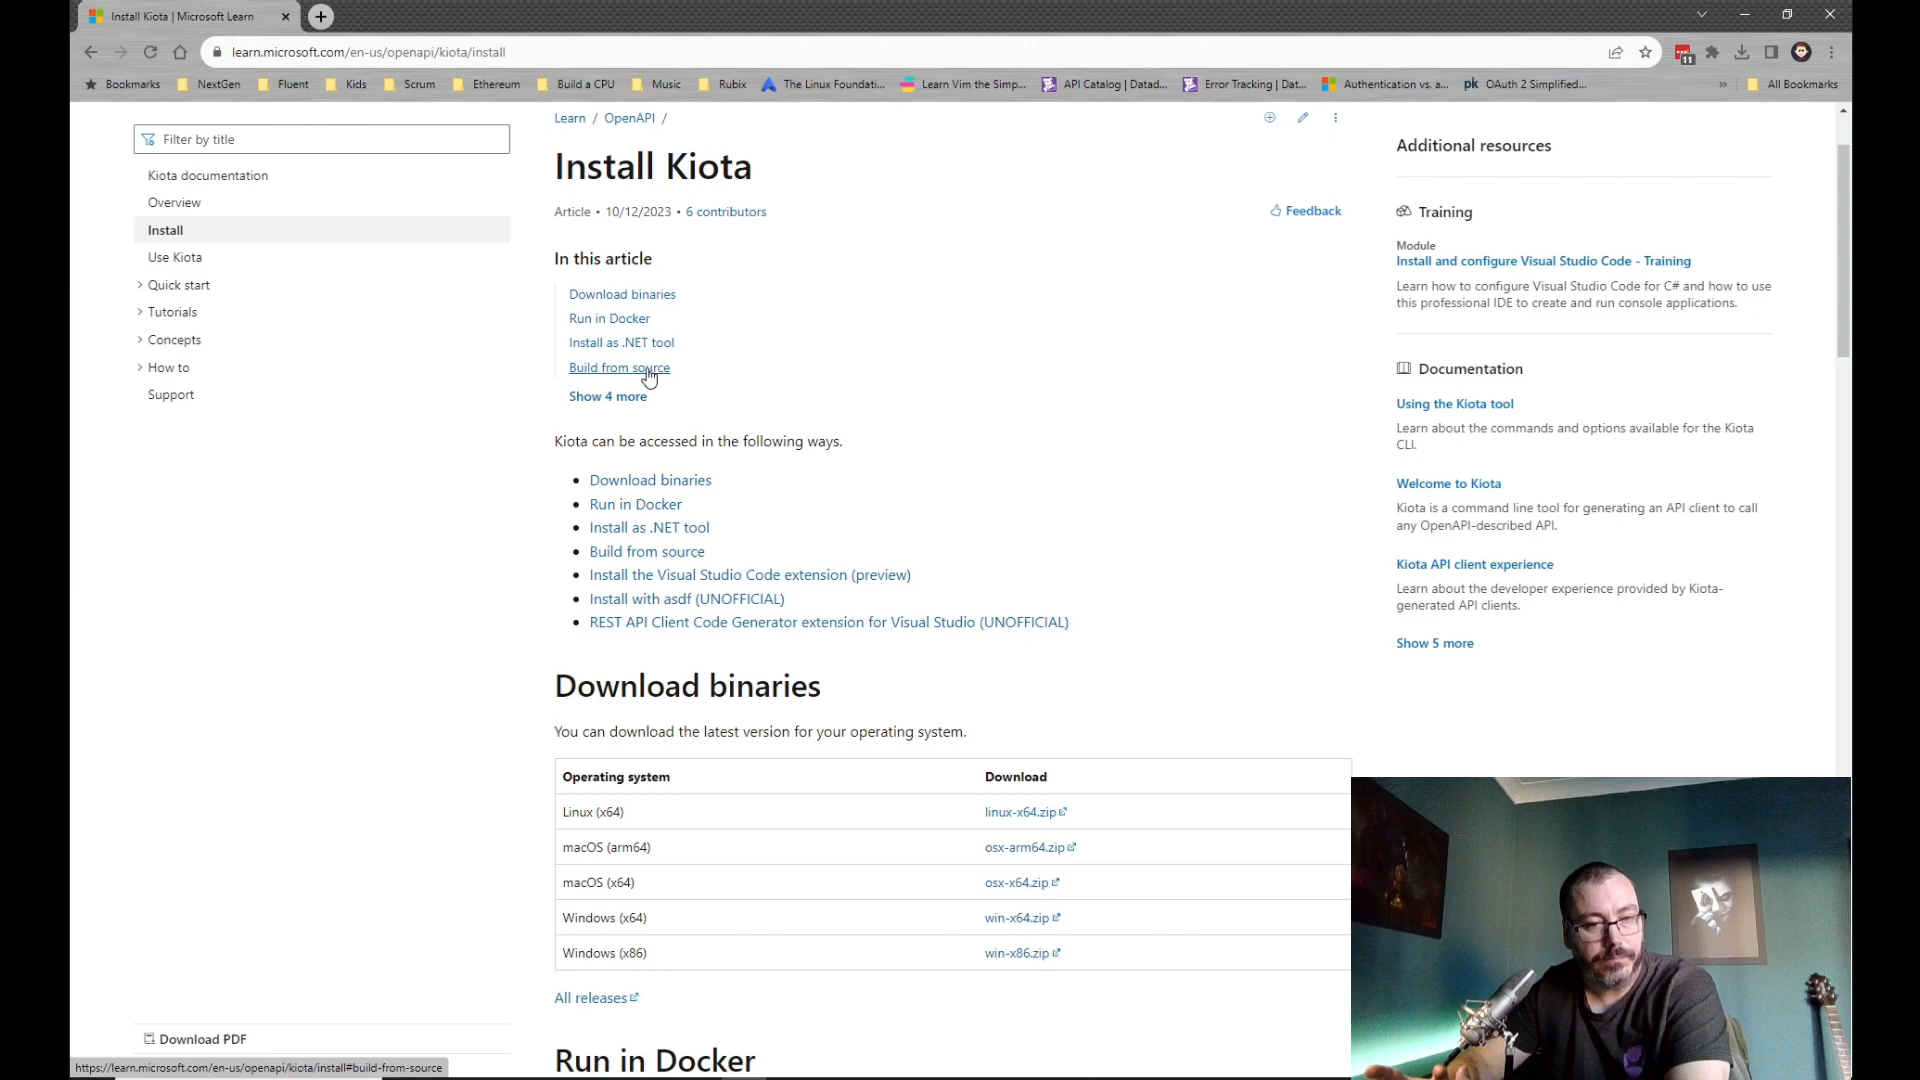 Install Kiota | Microsoft Learn
learn.microsoft.com/en-us/openapi/kiota/install
11
Bookmarks
NextGen
Fluent
Kids
Scrum
Ethereum
Build a CPU
Music
Rubix
The Linux Foundati...
Learn Vim the Simp...
API Catalog | Datad...
Error Tracking | Dat...
Authentication vs. a...
pk OAuth 2 Simplified...
»
All Bookmarks
Filter by title
Kiota documentation
Overview
Install
Use Kiota
Quick start
Tutorials
Concepts
How to
Support
Download PDF
Learn / OpenAPI /
Install Kiota
Article • 10/12/2023 • 6 contributors
Feedback
In this article
Download binaries
Run in Docker
Install as .NET tool
Build from source
Show 4 more
Kiota can be accessed in the following ways.
• Download binaries
• Run in Docker
• Install as .NET tool
• Build from source
• Install the Visual Studio Code extension (preview)
• Install with asdf (UNOFFICIAL)
• REST API Client Code Generator extension for Visual Studio (UNOFFICIAL)
Download binaries
You can download the latest version for your operating system.
Operating system Download
Linux (x64) linux-x64.zip
macOS (arm64) osx-arm64.zip
macOS (x64) osx-x64.zip
Windows (x64) win-x64.zip
Windows (x86) win-x86.zip
All releases
Run in Docker
Additional resources
Training
Module
Install and configure Visual Studio Code - Training
Learn how to configure Visual Studio Code for C# and how to use
this professional IDE to create and run console applications.
Documentation
Using the Kiota tool
Learn about the commands and options available for the Kiota
CLI.
Welcome to Kiota
Kiota is a command line tool for generating an API client to call
any OpenAPI-described API.
Kiota API client experience
Learn about the developer experience provided by Kiota-
generated API clients.
Show 5 more
https://learn.microsoft.com/en-us/openapi/kiota/install#build-from-source